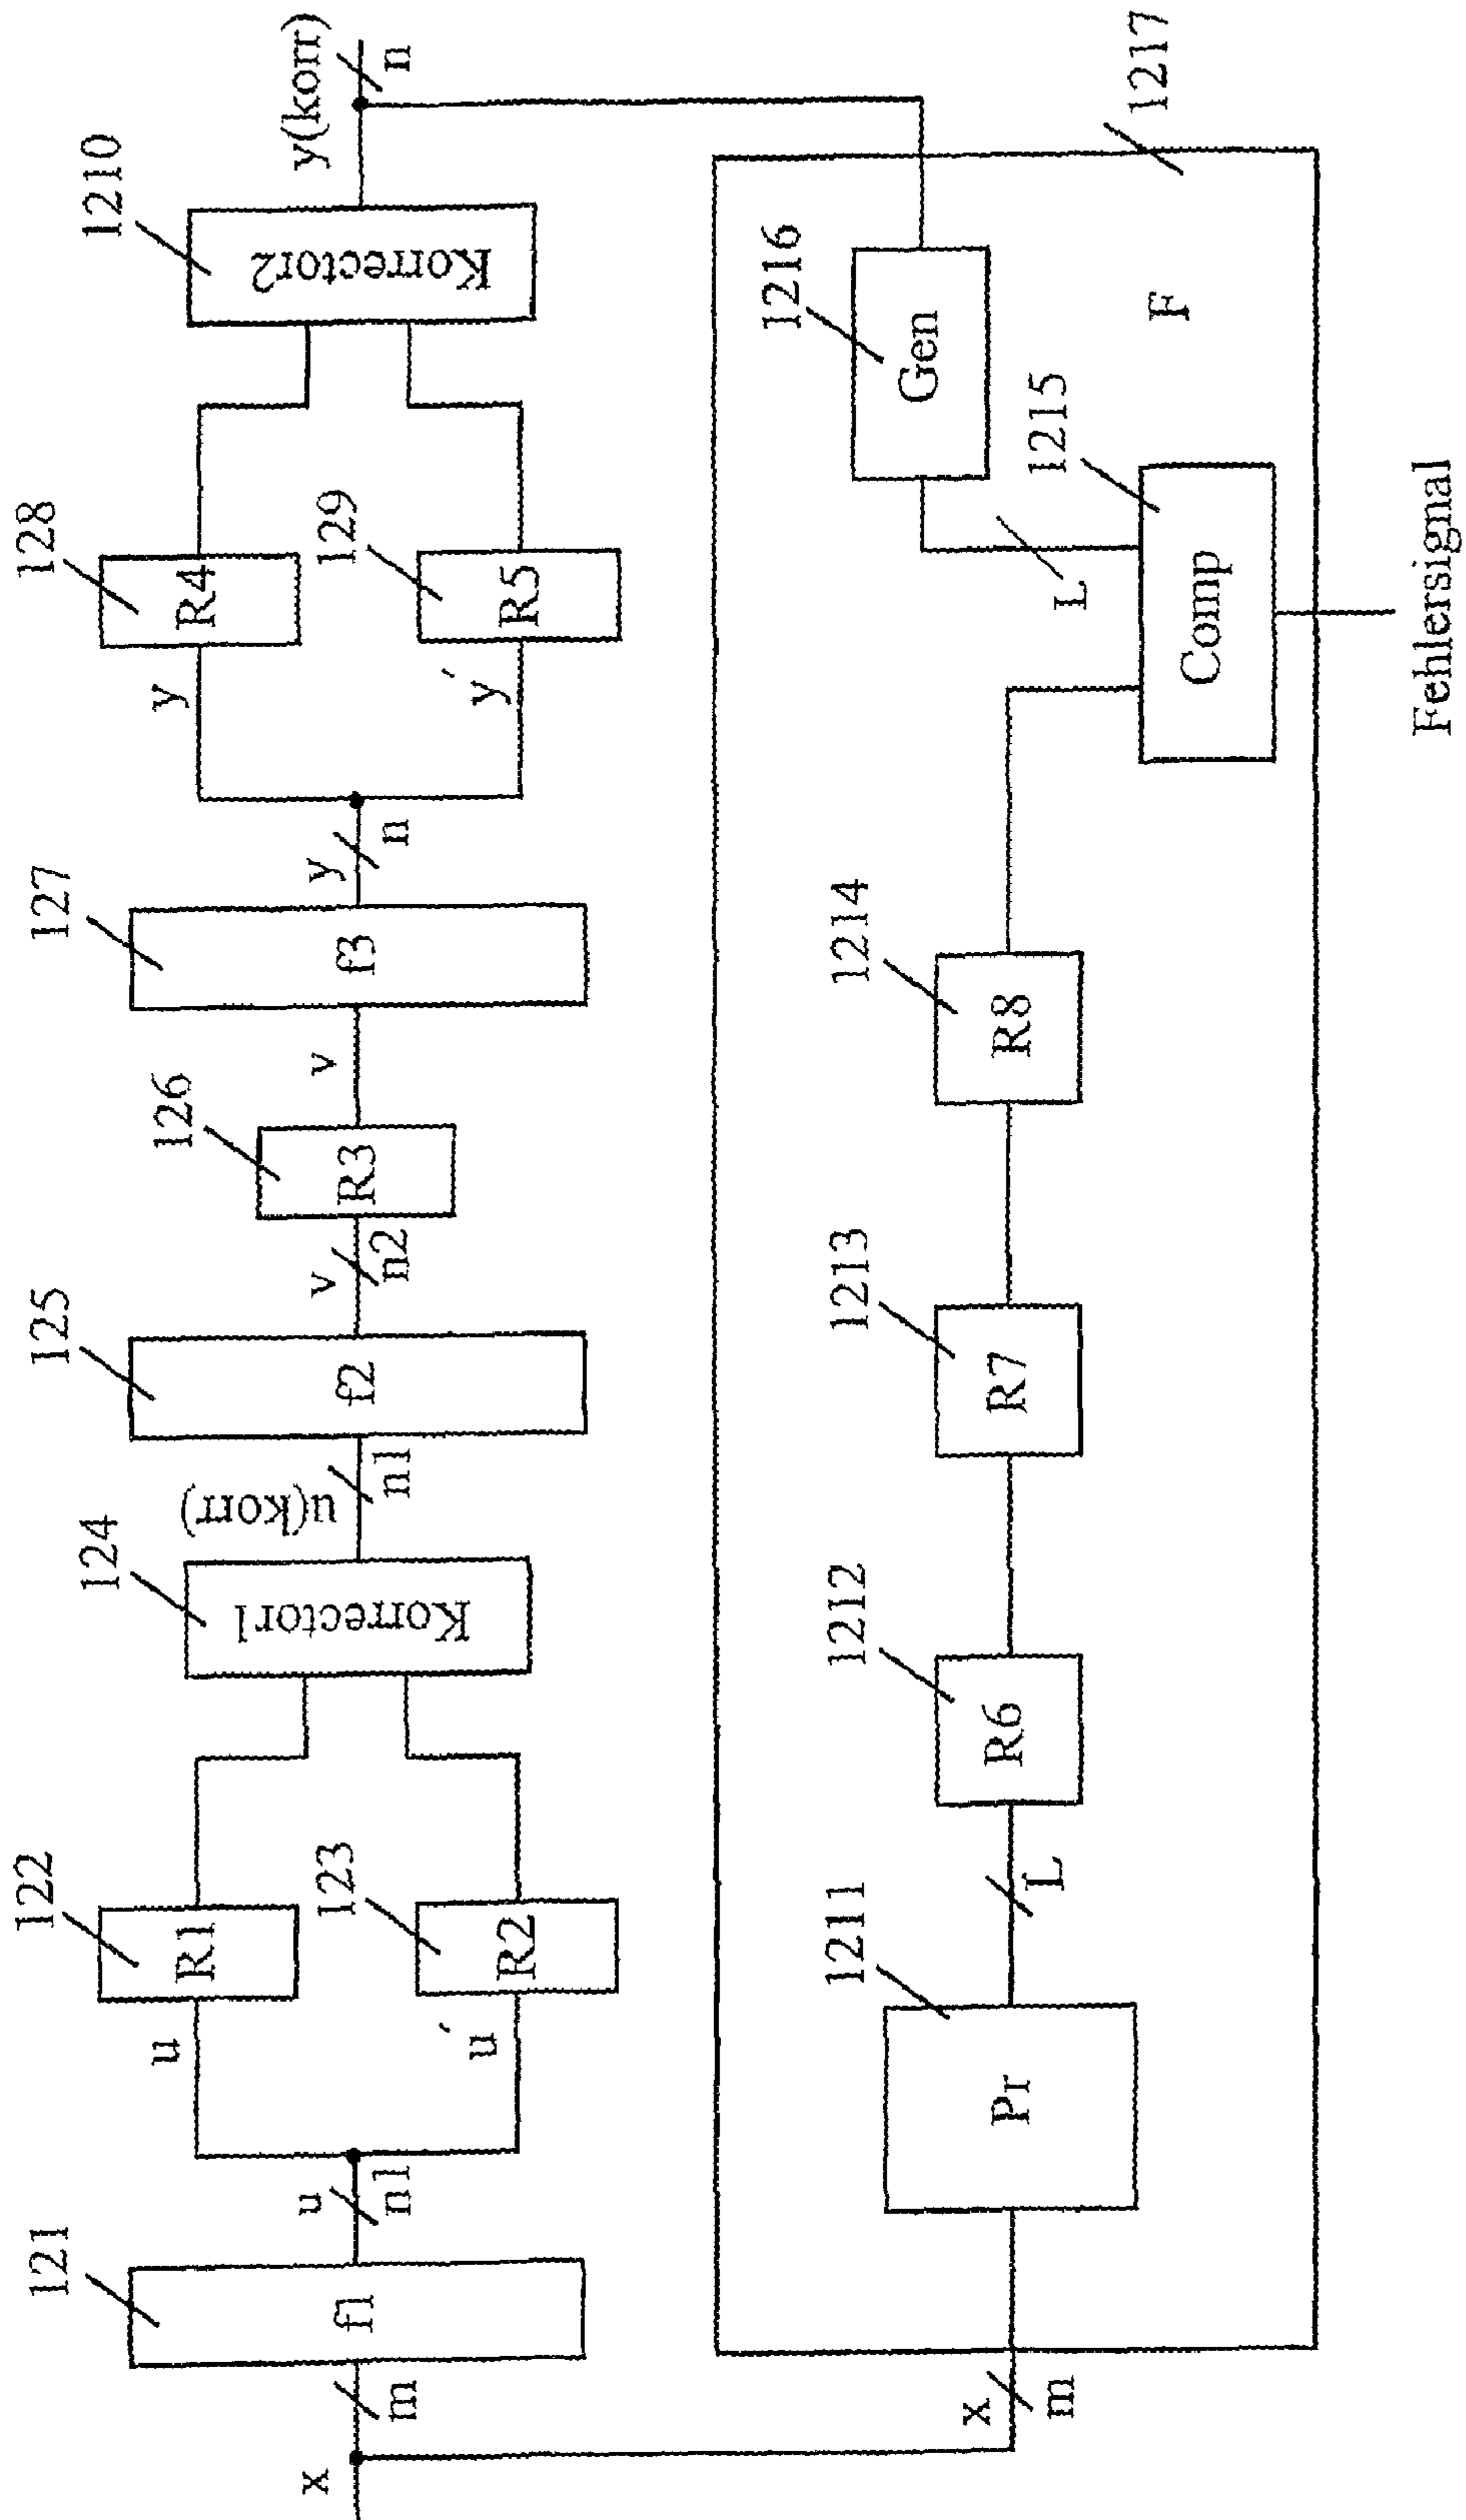 x
m
121
f1
u
n1
u
122
R1
u´
123
R2
124
Korrector1
u(korr)
n1
125
f2
v
n2
126
R3
v
127
f3
y
n
y
128
R4
y´
129
R5
1210
Korrector2
y(korr)
n
x
m
1211
Pr
L
1212
R6
1213
R7
1214
R8
1215
Comp
L
1216
Gen
F
1217
Fehlersignal